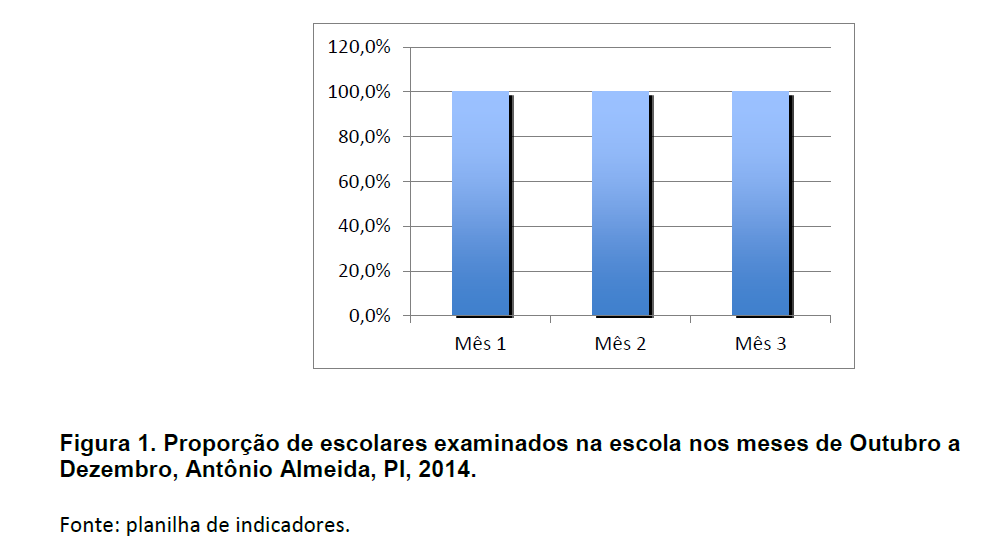 120,0%
100,0%
80,0%
60,0%
40,0%
20,0%
0,0%
Mês 1
Mês 2
Mês 3
Figura 1. Proporção de escolares examinados na escola nos meses de Outubro a
Dezembro, Antônio Almeida, PI, 2014.
Fonte: planilha de indicadores.